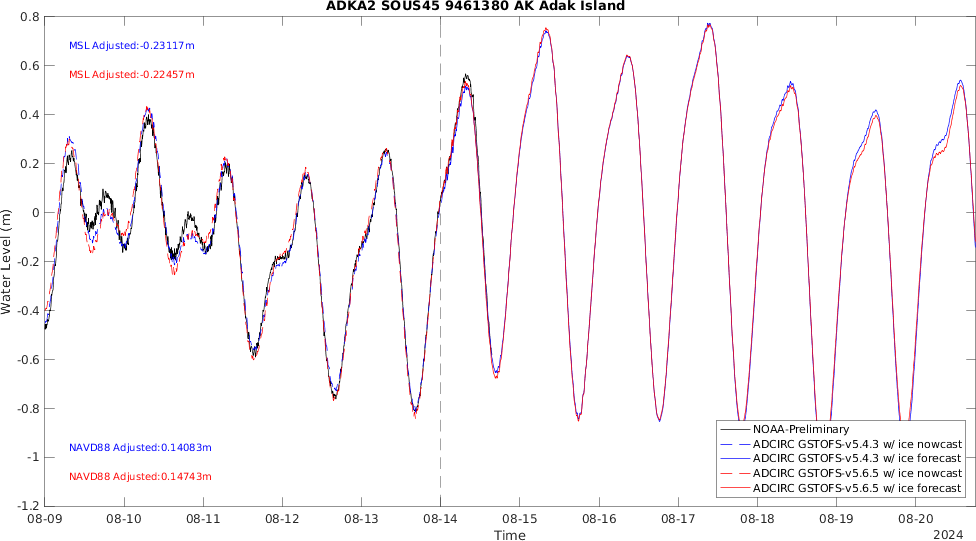 ADKA2 SOUS45 9461380 AK Adak Island
0.8
0.6
0.4
0.2
0
-0.2
-0.4
-0.6
-0.8
-1
-1.2
Water Level (m)
MSL Adjusted:-0.23117m
MSL Adjusted:-0.22457m
NAVD88 Adjusted:0.14083m
NAVD88 Adjusted:0.14743m
NOAA-Preliminary
ADCIRC GSTOFS-v5.4.3 w/ ice nowcast
ADCIRC GSTOFS-v5.4.3 w/ ice forecast
ADCIRC GSTOFS-v5.6.5 w/ ice nowcast
ADCIRC GSTOFS-v5.6.5 w/ ice forecast
08-09 08-10 08-11 08-12 08-13 08-14 08-15 08-16 08-17 08-18 08-19 08-20
Time
2024